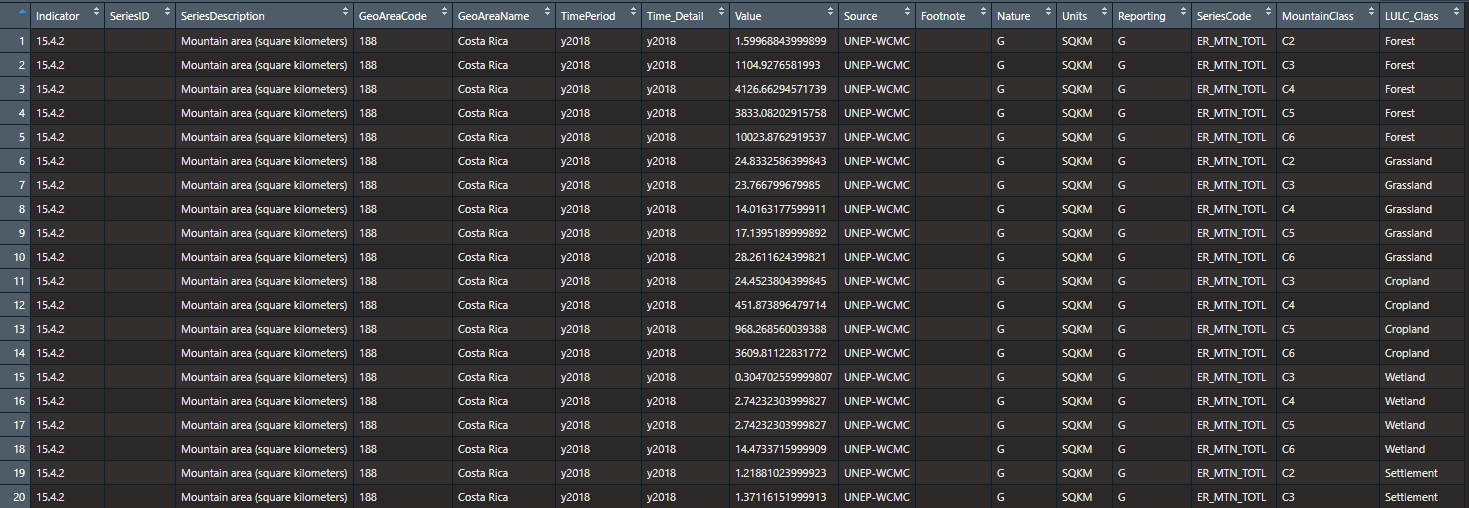 Indicator SeriesID SeriesDescription GeoAreaCode GeoAreaName TimePeriod Time_Detail Value Source Footnote Nature Units Reporting SeriesCode MountainClass LULC_Class
1 15.4.2 Mountain area (square kilometers) 188 Costa Rica y2018 y2018 1.59968843999899 UNEP-WCMC G SQKM G ER_MTN_TOTL C2 Forest
2 15.4.2 Mountain area (square kilometers) 188 Costa Rica y2018 y2018 1104.9276581993 UNEP-WCMC G SQKM G ER_MTN_TOTL C3 Forest
3 15.4.2 Mountain area (square kilometers) 188 Costa Rica y2018 y2018 4126.66294571739 UNEP-WCMC G SQKM G ER_MTN_TOTL C4 Forest
4 15.4.2 Mountain area (square kilometers) 188 Costa Rica y2018 y2018 3833.08202915758 UNEP-WCMC G SQKM G ER_MTN_TOTL C5 Forest
5 15.4.2 Mountain area (square kilometers) 188 Costa Rica y2018 y2018 10023.8762919537 UNEP-WCMC G SQKM G ER_MTN_TOTL C6 Forest
6 15.4.2 Mountain area (square kilometers) 188 Costa Rica y2018 y2018 24.8332586399843 UNEP-WCMC G SQKM G ER_MTN_TOTL C2 Grassland
7 15.4.2 Mountain area (square kilometers) 188 Costa Rica y2018 y2018 23.766799679985 UNEP-WCMC G SQKM G ER_MTN_TOTL C3 Grassland
8 15.4.2 Mountain area (square kilometers) 188 Costa Rica y2018 y2018 14.0163177599911 UNEP-WCMC G SQKM G ER_MTN_TOTL C4 Grassland
9 15.4.2 Mountain area (square kilometers) 188 Costa Rica y2018 y2018 17.1395189999892 UNEP-WCMC G SQKM G ER_MTN_TOTL C5 Grassland
10 15.4.2 Mountain area (square kilometers) 188 Costa Rica y2018 y2018 28.2611624399821 UNEP-WCMC G SQKM G ER_MTN_TOTL C6 Grassland
11 15.4.2 Mountain area (square kilometers) 188 Costa Rica y2018 y2018 24.4523804399845 UNEP-WCMC G SQKM G ER_MTN_TOTL C3 Cropland
12 15.4.2 Mountain area (square kilometers) 188 Costa Rica y2018 y2018 451.873896479714 UNEP-WCMC G SQKM G ER_MTN_TOTL C4 Cropland
13 15.4.2 Mountain area (square kilometers) 188 Costa Rica y2018 y2018 968.268560039388 UNEP-WCMC G SQKM G ER_MTN_TOTL C5 Cropland
14 15.4.2 Mountain area (square kilometers) 188 Costa Rica y2018 y2018 3609.81122831772 UNEP-WCMC G SQKM G ER_MTN_TOTL C6 Cropland
15 15.4.2 Mountain area (square kilometers) 188 Costa Rica y2018 y2018 0.304702559999807 UNEP-WCMC G SQKM G ER_MTN_TOTL C3 Wetland
16 15.4.2 Mountain area (square kilometers) 188 Costa Rica y2018 y2018 2.74232303999827 UNEP-WCMC G SQKM G ER_MTN_TOTL C4 Wetland
17 15.4.2 Mountain area (square kilometers) 188 Costa Rica y2018 y2018 2.74232303999827 UNEP-WCMC G SQKM G ER_MTN_TOTL C5 Wetland
18 15.4.2 Mountain area (square kilometers) 188 Costa Rica y2018 y2018 14.4733715999909 UNEP-WCMC G SQKM G ER_MTN_TOTL C6 Wetland
19 15.4.2 Mountain area (square kilometers) 188 Costa Rica y2018 y2018 1.21881023999923 UNEP-WCMC G SQKM G ER_MTN_TOTL C2 Settlement
20 15.4.2 Mountain area (square kilometers) 188 Costa Rica y2018 y2018 1.37116151999913 UNEP-WCMC G SQKM G ER_MTN_TOTL C3 Settlement